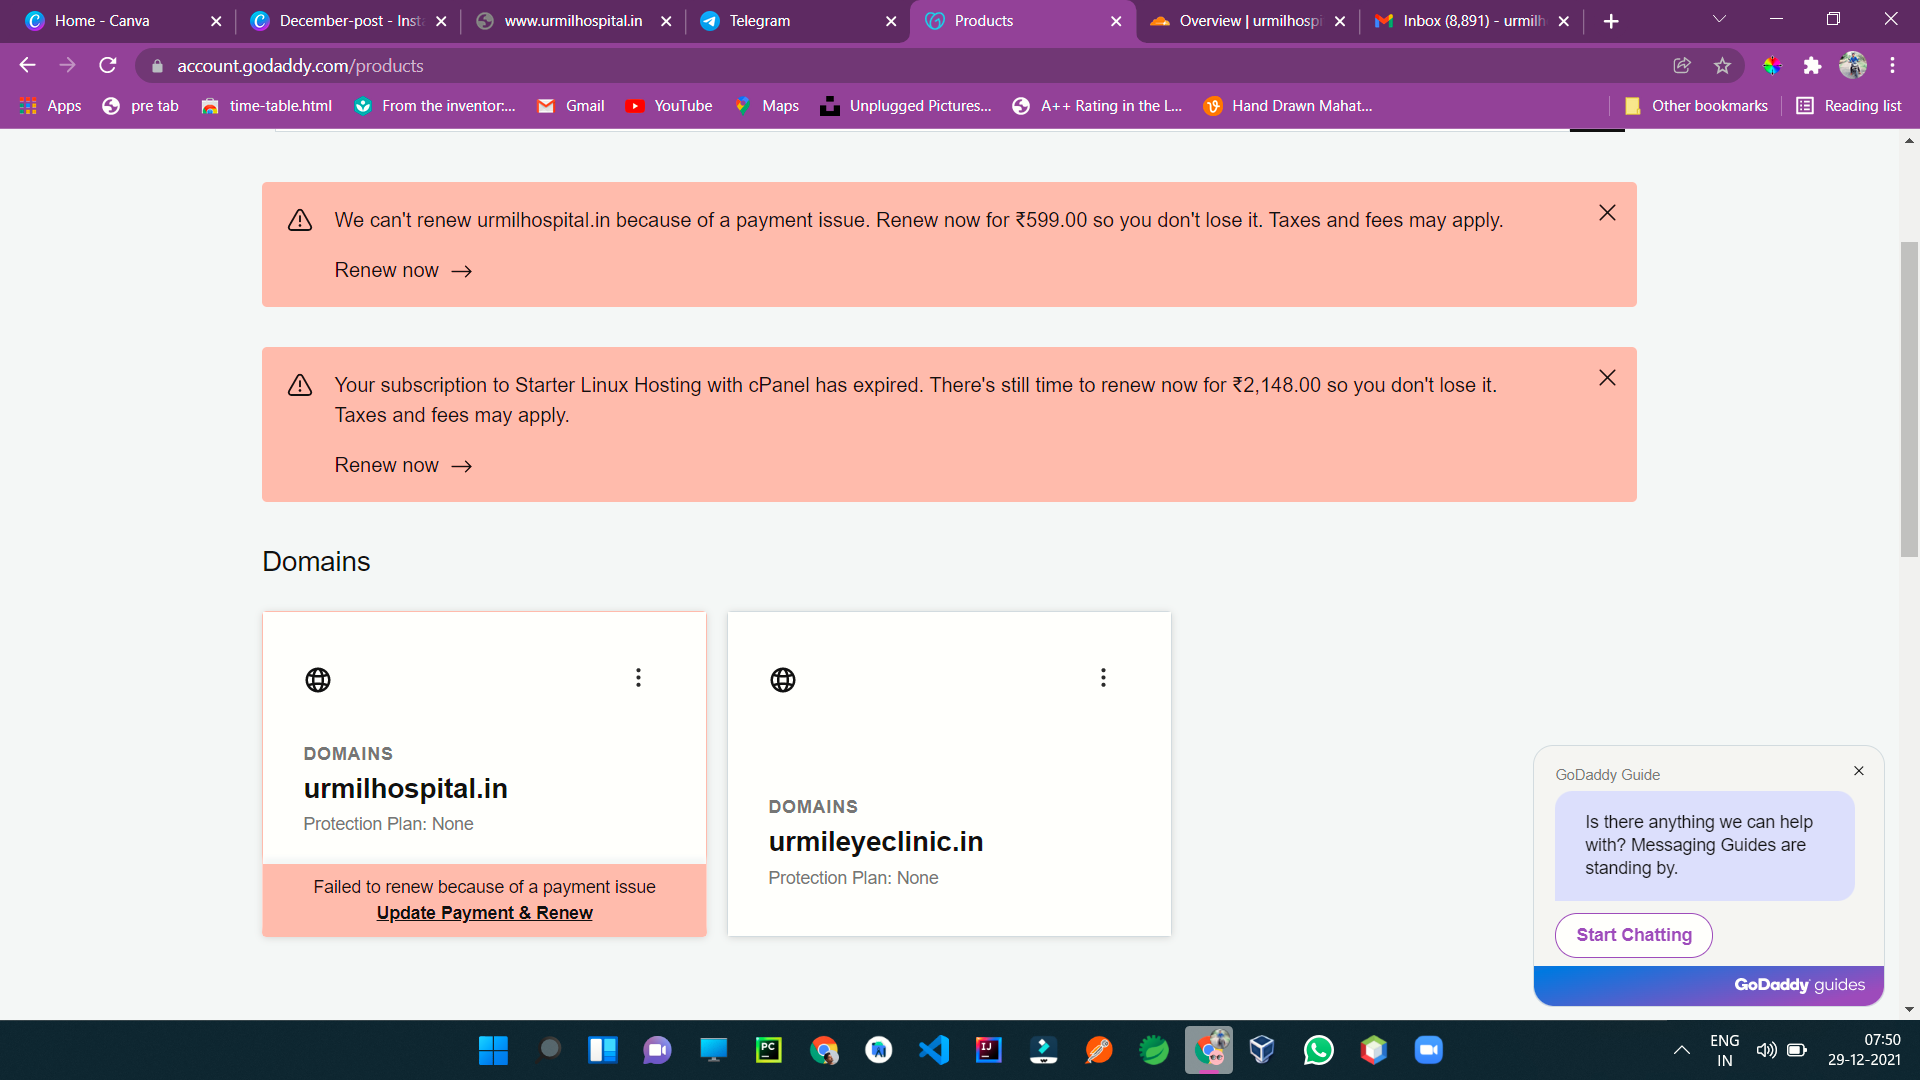 Home - Canva
December-post - Insta
www.urmilhospital.in
Telegram
Products
Overview | urmilhospi
Inbox (8,891) - urmilh
account.godaddy.com/products
Apps
pre tab
time-table.html
From the inventor:...
Gmail
YouTube
Maps
Unplugged Pictures...
A++ Rating in the L...
Hand Drawn Mahat...
Other bookmarks
Reading list
We can't renew urmilhospital.in because of a payment issue. Renew now for ₹599.00 so you don't lose it. Taxes and fees may apply.
Renew now →
Your subscription to Starter Linux Hosting with cPanel has expired. There's still time to renew now for ₹2,148.00 so you don't lose it.
Taxes and fees may apply.
Renew now →
Domains
DOMAINS
urmilhospital.in
Protection Plan: None
Failed to renew because of a payment issue
Update Payment & Renew
DOMAINS
urmileyeclinic.in
Protection Plan: None
GoDaddy Guide
Is there anything we can help
with? Messaging Guides are
standing by.
Start Chatting
GoDaddy guides
PC
IJ
ENG
IN
07:50
29-12-2021